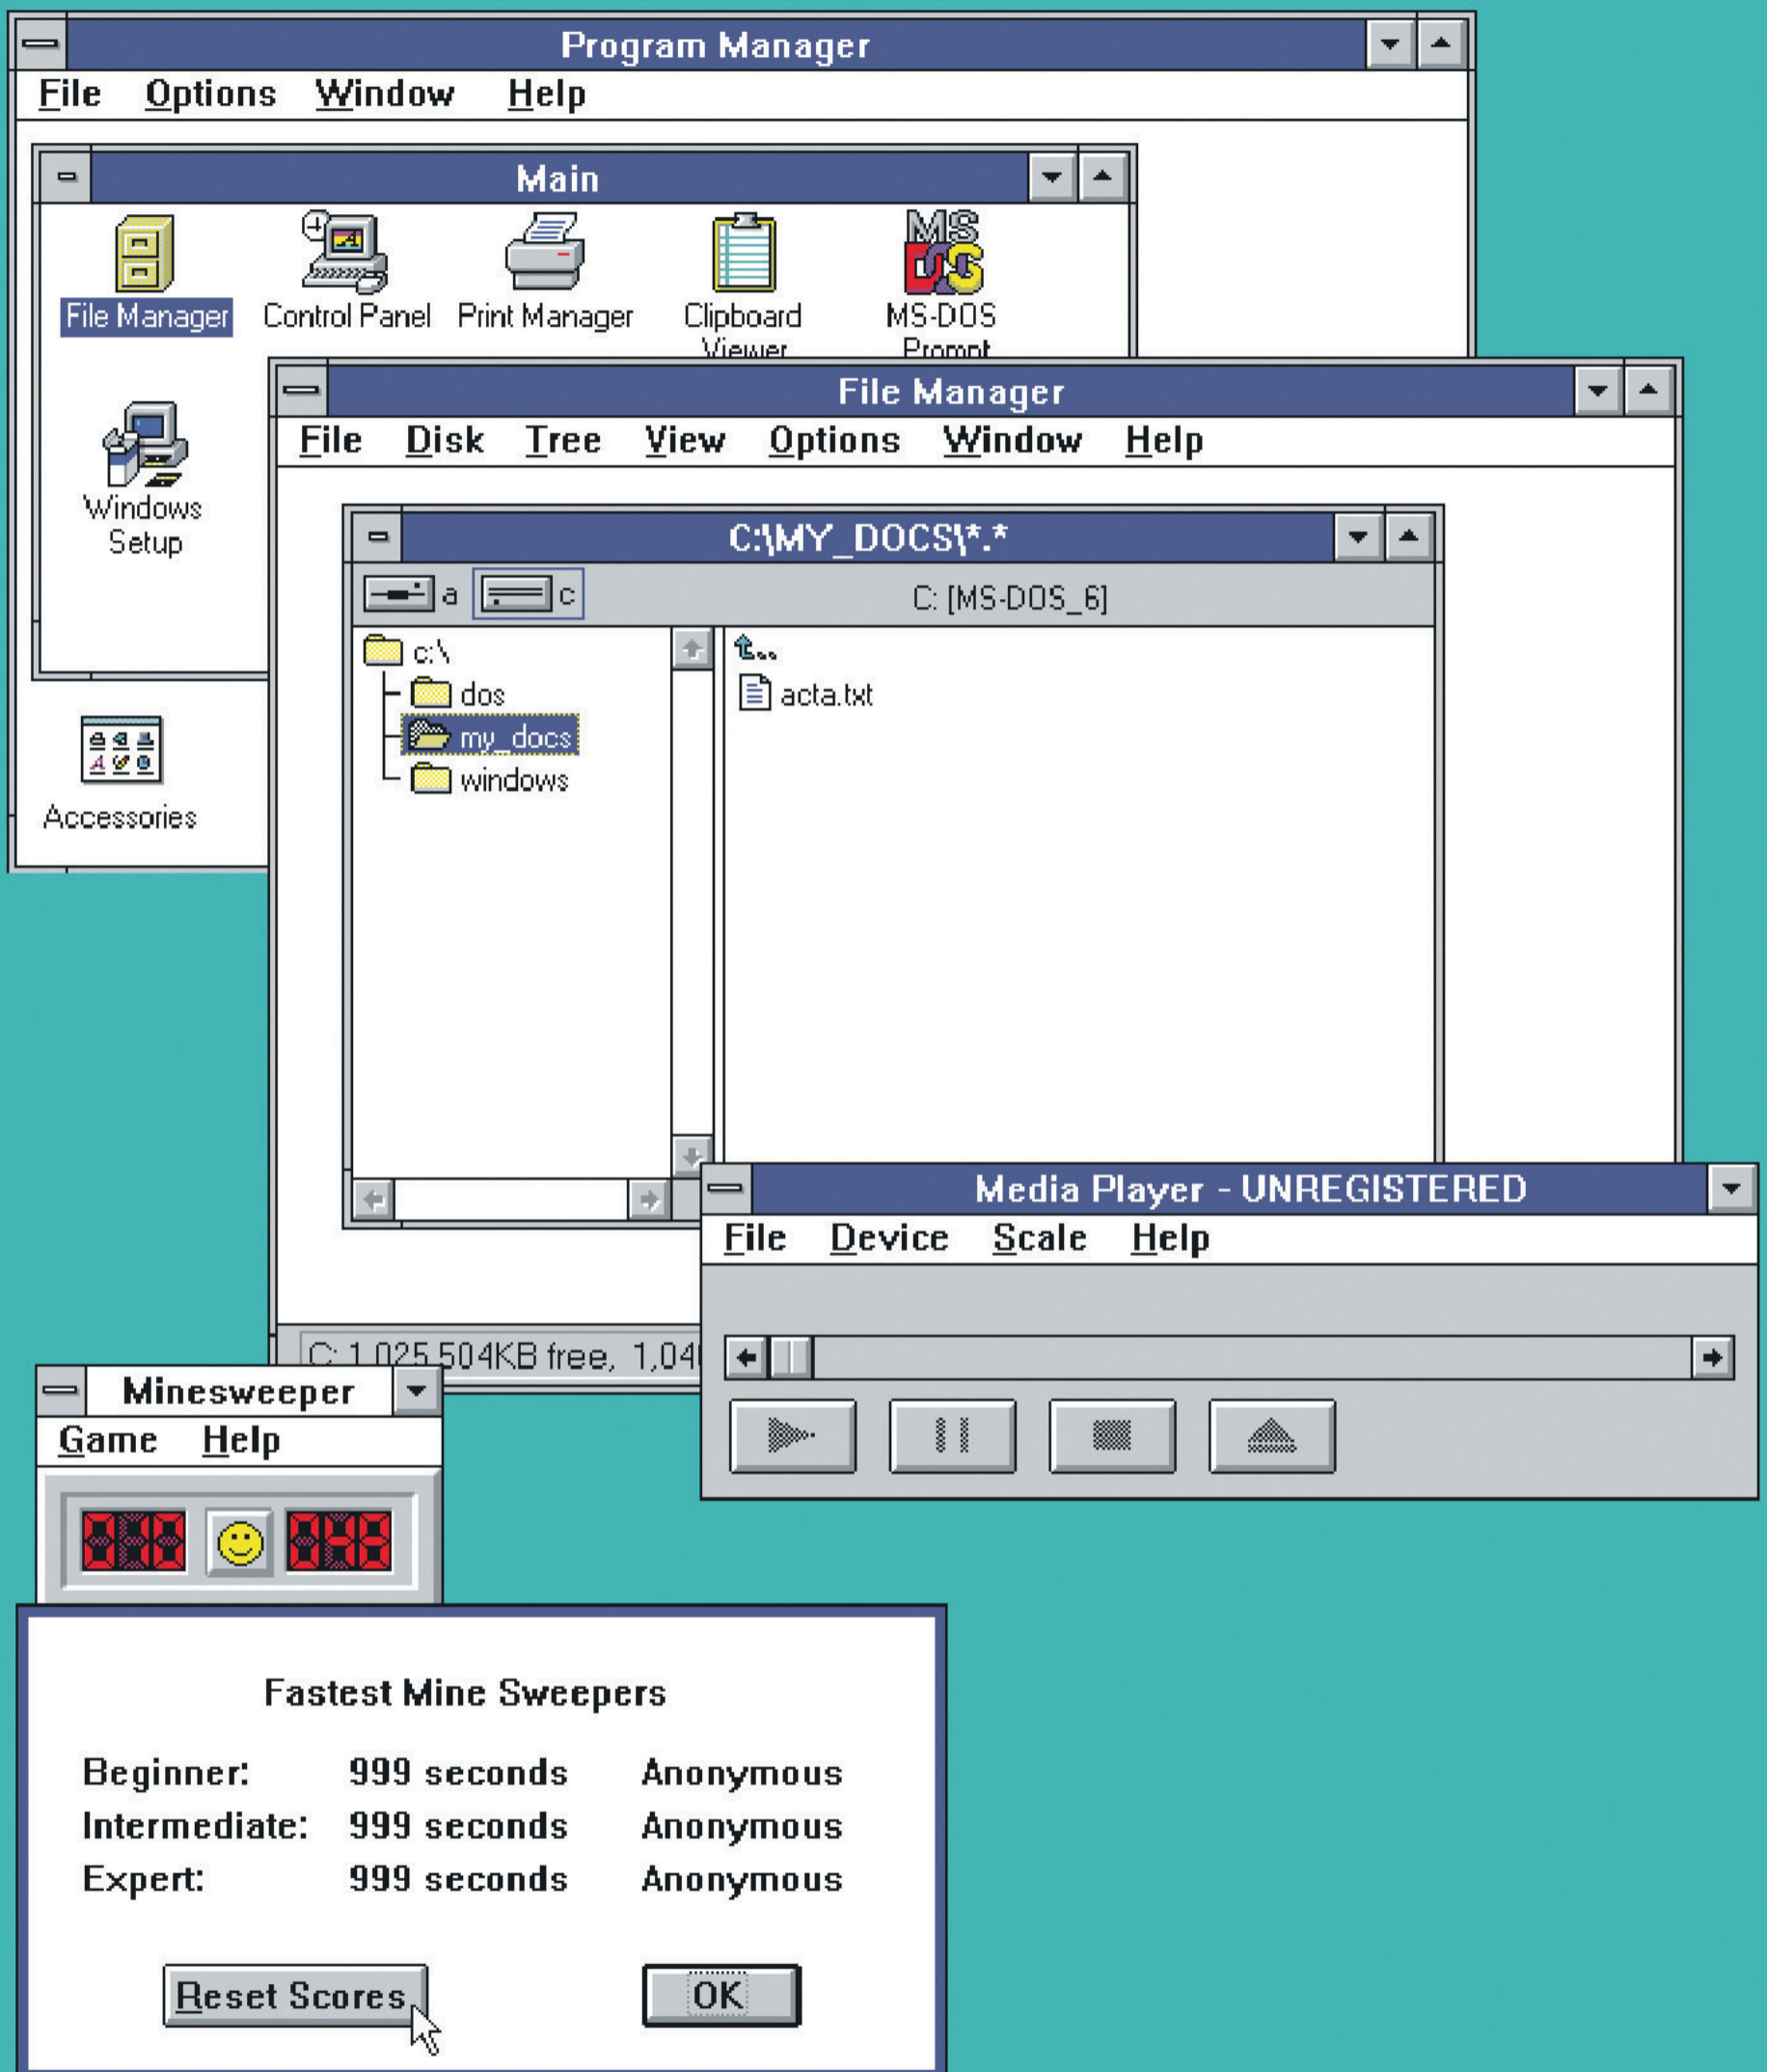 Program Manager
File Options Window Help
Main
File Manager Control Panel Print Manager Clipboard Viewer MS-DOS Prompt
MS
DOS
Windows
Setup
Accessories
File Manager
File Disk Tree View Options Window Help
C:\MY_DOCS\*.*
a c C: [MS-DOS_6]
c:\
dos
my_docs
windows
acta.txt
C: 1,025,504KB free, 1,04
Media Player - UNREGISTERED
File Device Scale Help
Minesweeper
Game Help
Fastest Mine Sweepers
Beginner: 999 seconds Anonymous
Intermediate: 999 seconds Anonymous
Expert: 999 seconds Anonymous
Reset Scores OK